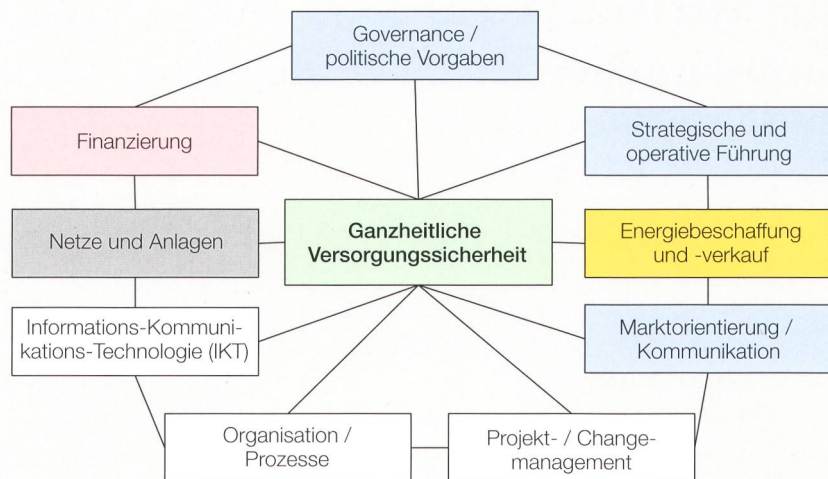 Governance /
politische Vorgaben
Finanzierung
Strategische und
operative Führung
Netze und Anlagen
Ganzheitliche
Versorgungssicherheit
Energiebeschaffung
und -verkauf
Informations-Kommuni-
kations-Technologie (IKT)
Marktorientierung /
Kommunikation
Organisation /
Prozesse
Projekt- / Change-
management